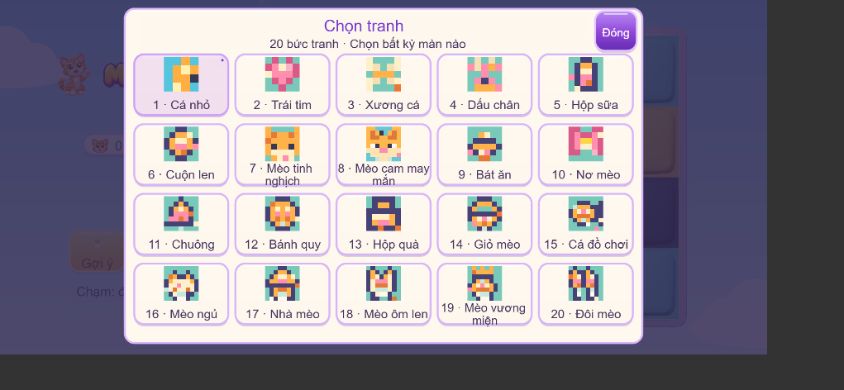 Chọn tranh
20 bức tranh · Chọn bất kỳ màn nào
Đóng
1 · Cá nhỏ
2 · Trái tim
3 · Xương cá
4 · Dấu chân
5 · Hộp sữa
6 · Cuộn len
7 · Mèo tinh
nghịch
8 · Mèo cam may
mắn
9 · Bát ăn
10 · Nơ mèo
11 · Chuông
12 · Bánh quy
13 · Hộp quà
14 · Giỏ mèo
15 · Cá đồ chơi
16 · Mèo ngủ
17 · Nhà mèo
18 · Mèo ôm len
19 · Mèo vương
miện
20 · Đôi mèo
0
Gợi ý
Chạm: